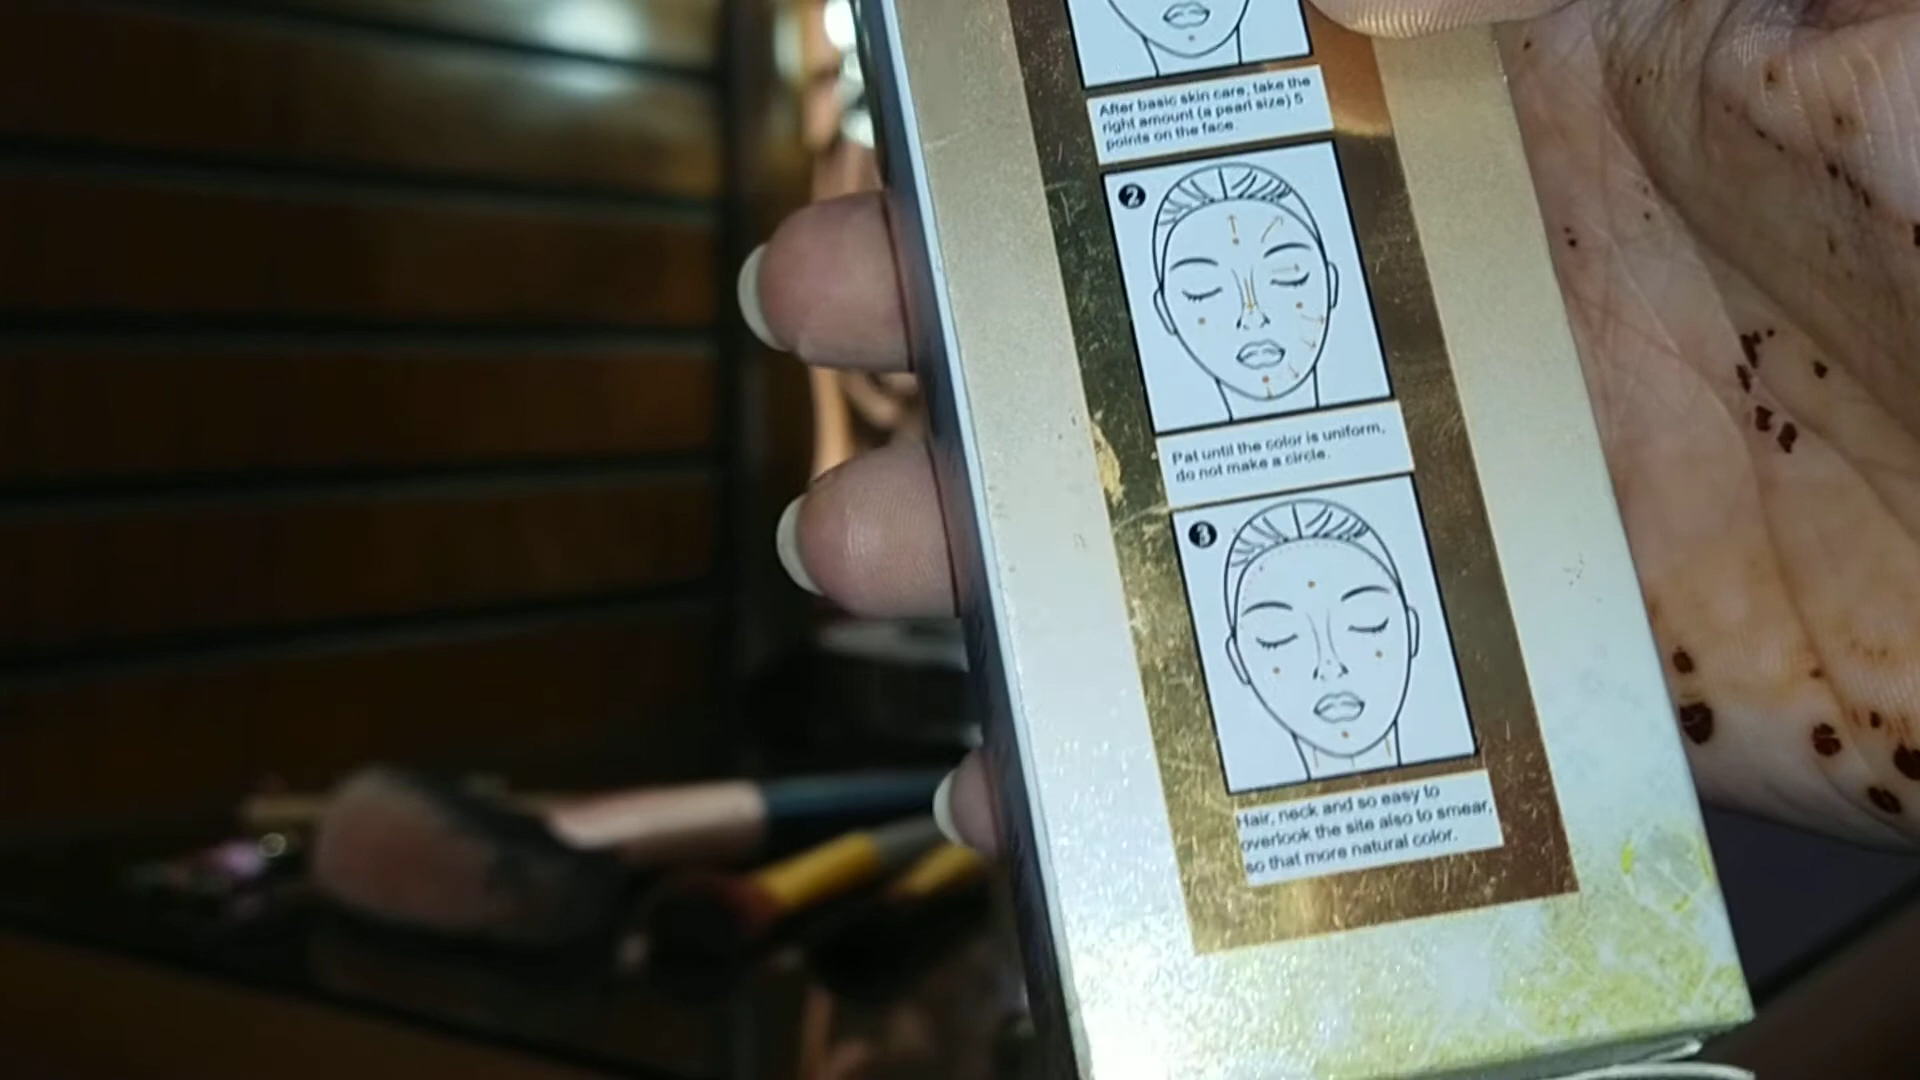 After basic skin care, take the
right amount (a pearl size) 5
points on the face.
2
Pat until the color is uniform,
do not make a circle.
3
Hair, neck and so easy to
overlook the site also to smear,
so that more natural color.